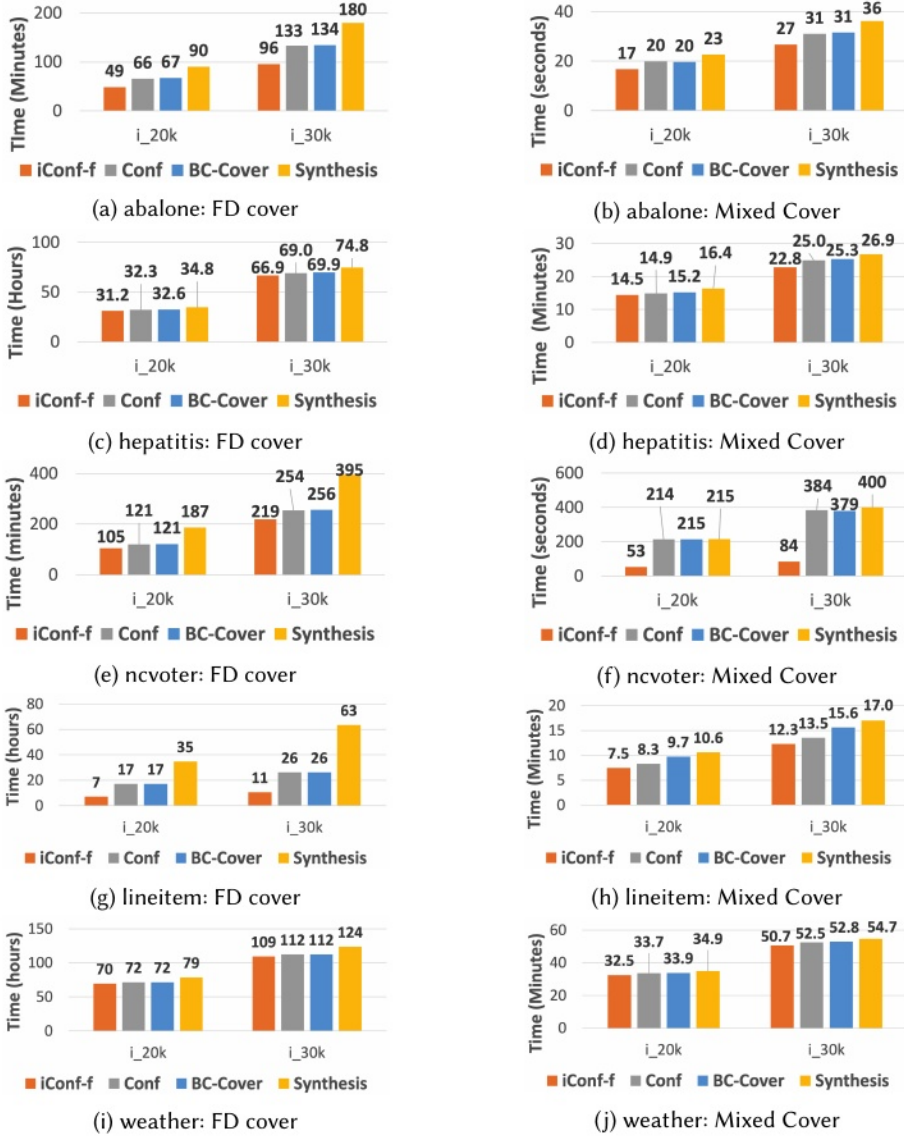 Time (Minutes)
200
100
0
49
66
67
90
96
133
134
180
i_20k
i_30k
iConf-f Conf BC-Cover Synthesis
(a) abalone: FD cover
Time (seconds)
40
20
0
17
20
20
23
27
31
31
36
i_20k
i_30k
iConf-f Conf BC-Cover Synthesis
(b) abalone: Mixed Cover
Time (Hours)
100
50
0
31.2
32.3
32.6
34.8
66.9
69.0
69.9
74.8
i_20k
i_30k
iConf-f Conf BC-Cover Synthesis
(c) hepatitis: FD cover
Time (Minutes)
30
20
10
0
14.5
14.9
15.2
16.4
22.8
25.0
25.3
26.9
i_20k
i_30k
iConf-f Conf BC-Cover Synthesis
(d) hepatitis: Mixed Cover
Time (minutes)
400
200
0
105
121
121
187
219
254
256
395
i_20k
i_30k
iConf-f Conf BC-Cover Synthesis
(e) ncvoter: FD cover
Time (seconds)
600
400
200
0
53
214
215
215
84
384
379
400
i_20k
i_30k
iConf-f Conf BC-Cover Synthesis
(f) ncvoter: Mixed Cover
Time (hours)
80
60
40
20
0
7
17
17
35
11
26
26
63
i_20k
i_30k
iConf-f Conf BC-Cover Synthesis
(g) lineitem: FD cover
Time (Minutes)
20
15
10
5
0
7.5
8.3
9.7
10.6
12.3
13.5
15.6
17.0
i_20k
i_30k
iConf-f Conf BC-Cover Synthesis
(h) lineitem: Mixed Cover
Time (hours)
150
100
50
0
70
72
72
79
109
112
112
124
i_20k
i_30k
iConf-f Conf BC-Cover Synthesis
(i) weather: FD cover
Time (Minutes)
60
40
20
0
32.5
33.7
33.9
34.9
50.7
52.5
52.8
54.7
i_20k
i_30k
iConf-f Conf BC-Cover Synthesis
(j) weather: Mixed Cover